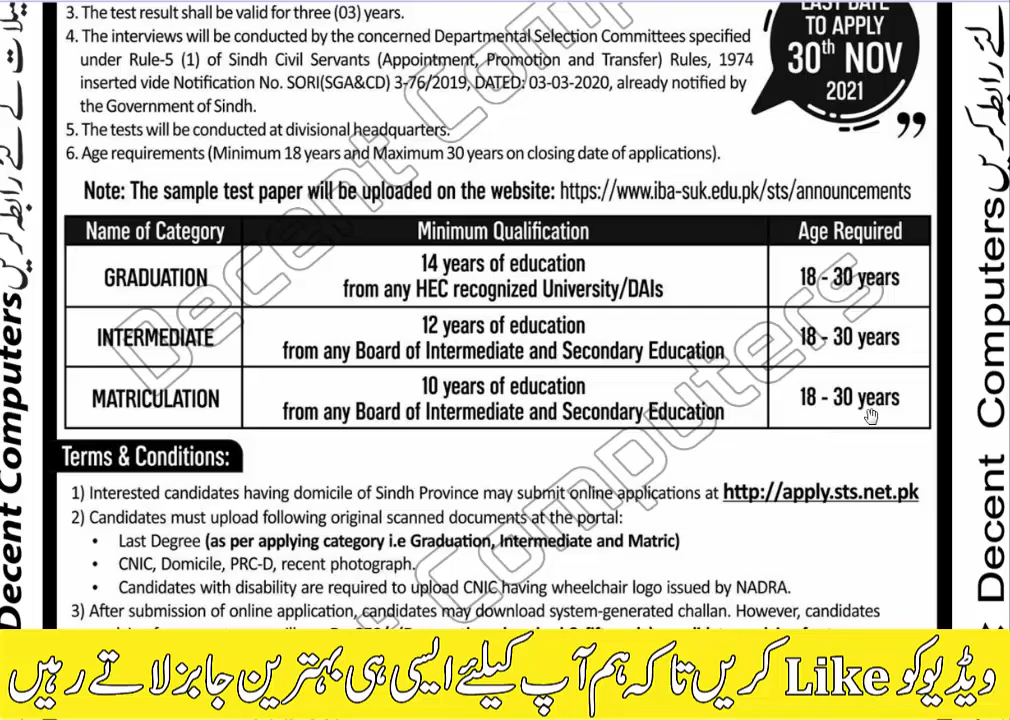 3. The test result shall be valid for three (03) years.
4. The interviews will be conducted by the concerned Departmental Selection Committees specified
under Rule-5 (1) of Sindh Civil Servants (Appointment, Promotion and Transfer) Rules, 1974
inserted vide Notification No. SORI(SGA&CD) 3-76/2019, DATED: 03-03-2020, already notified by
the Government of Sindh.
5. The tests will be conducted at divisional headquarters.
6. Age requirements (Minimum 18 years and Maximum 30 years on closing date of applications).
LAST DATE
TO APPLY
30th NOV
2021
Note: The sample test paper will be uploaded on the website: https://www.iba-suk.edu.pk/sts/announcements
Name of Category Minimum Qualification Age Required
GRADUATION 14 years of education
from any HEC recognized University/DAIs 18 - 30 years
INTERMEDIATE 12 years of education
from any Board of Intermediate and Secondary Education 18 - 30 years
MATRICULATION 10 years of education
from any Board of Intermediate and Secondary Education 18 - 30 years
Terms & Conditions:
1) Interested candidates having domicile of Sindh Province may submit online applications at http://apply.sts.net.pk
2) Candidates must upload following original scanned documents at the portal:
• Last Degree (as per applying category i.e Graduation, Intermediate and Matric)
• CNIC, Domicile, PRC-D, recent photograph.
• Candidates with disability are required to upload CNIC having wheelchair logo issued by NADRA.
3) After submission of online application, candidates may download system-generated challan. However, candidates
ویڈیو کو Like کریں تاکہ ہم آپ کیلئے ایسی ہی بہترین جابز لاتے رہیں
Decent Computers
کے لئے رابطہ کریں
Decent Computers
لئے رابطہ کریں
Decent Computers